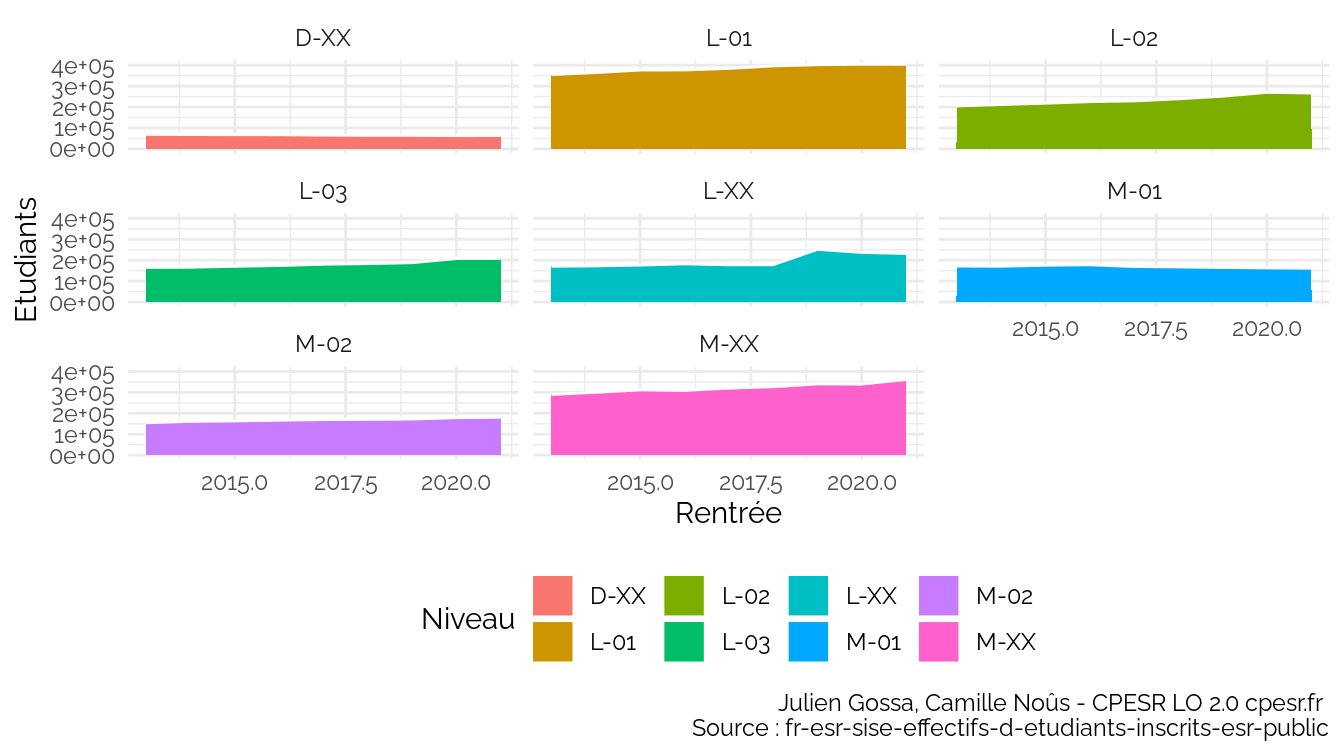 D-XX
L-01
L-02
4e+05
3e+05
2e+05
1e+05
0e+00
L-03
L-XX
M-01
4e+05
3e+05
2e+05
1e+05
0e+00
2015.0 2017.5 2020.0
M-02
M-XX
4e+05
3e+05
2e+05
1e+05
0e+00
2015.0 2017.5 2020.0
2015.0 2017.5 2020.0
Etudiants
Rentrée
Niveau
D-XX
L-02
L-XX
M-02
L-01
L-03
M-01
M-XX
Julien Gossa, Camille Noûs - CPESR LO 2.0 cpesr.fr
Source : fr-esr-sise-effectifs-d-etudiants-inscrits-esr-public